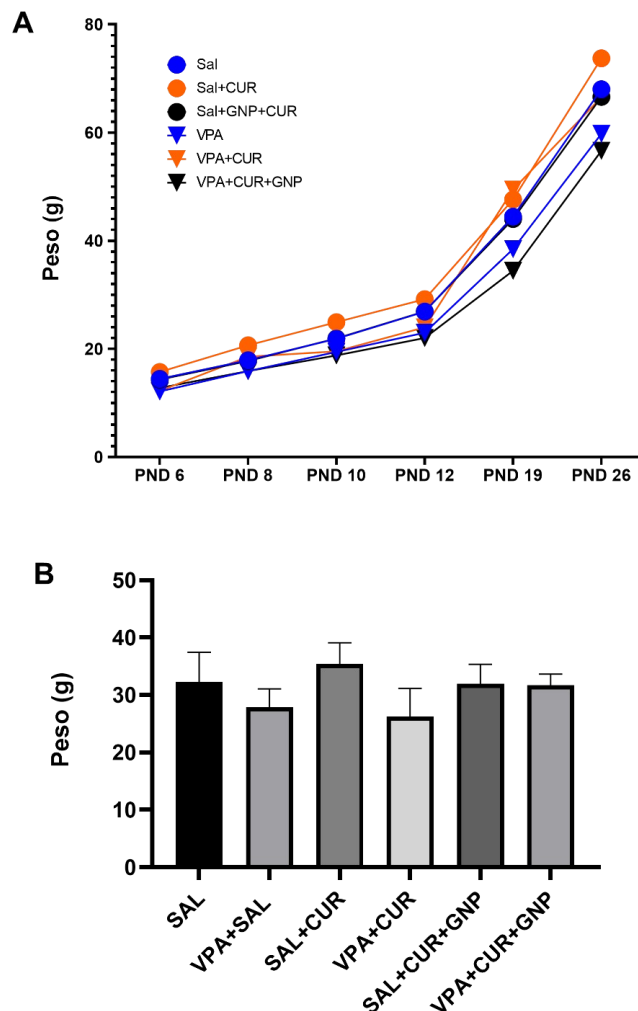 A
80
60
40
20
0
Peso (g)
Sal
Sal+CUR
Sal+GNP+CUR
VPA
VPA+CUR
VPA+CUR+GNP
PND 6 PND 8 PND 10 PND 12 PND 19 PND 26
B
50
40
30
20
10
0
Peso (g)
SAL
VPA+SAL
SAL+CUR
VPA+CUR
SAL+CUR+GNP
VPA+CUR+GNP